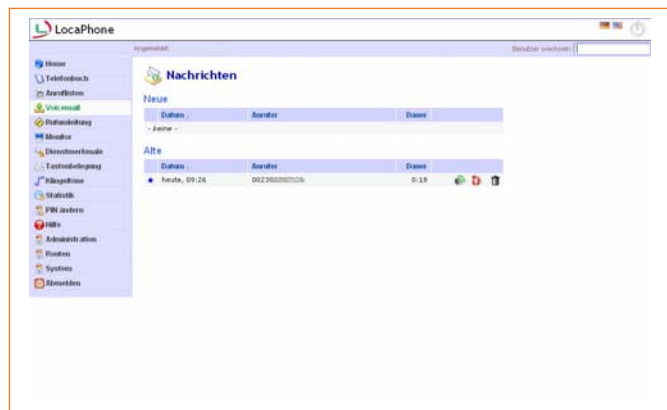 LocaPhone
Angemeldet:
Benutzer wechseln:
Home
Telefonbuch
Anruflisten
Voicemail
Rufumleitung
Monitor
Dienstmerkmale
Tastenbelegung
Klingeltöne
Statistik
PIN ändern
Hilfe
Administration
Routen
System
Abmelden
Nachrichten
Neue
Datum Anrufer Dauer
- keine -
Alte
Datum Anrufer Dauer
heute, 09:26 0:18